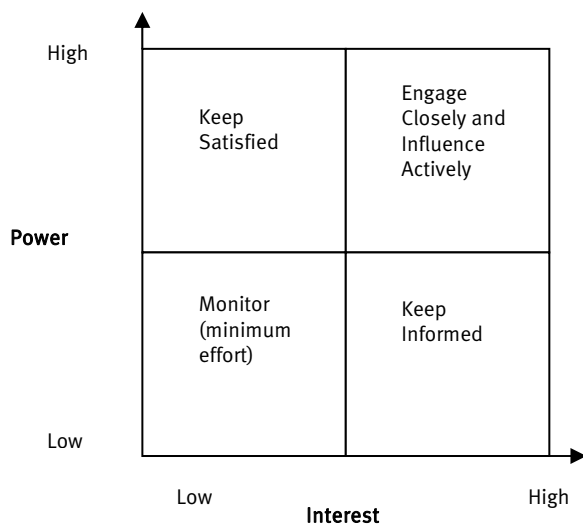 High
Keep
Satisfied
Engage
Closely and
Influence
Actively
Power
Monitor
(minimum
effort)
Keep
Informed
Low
Low
High
Interest